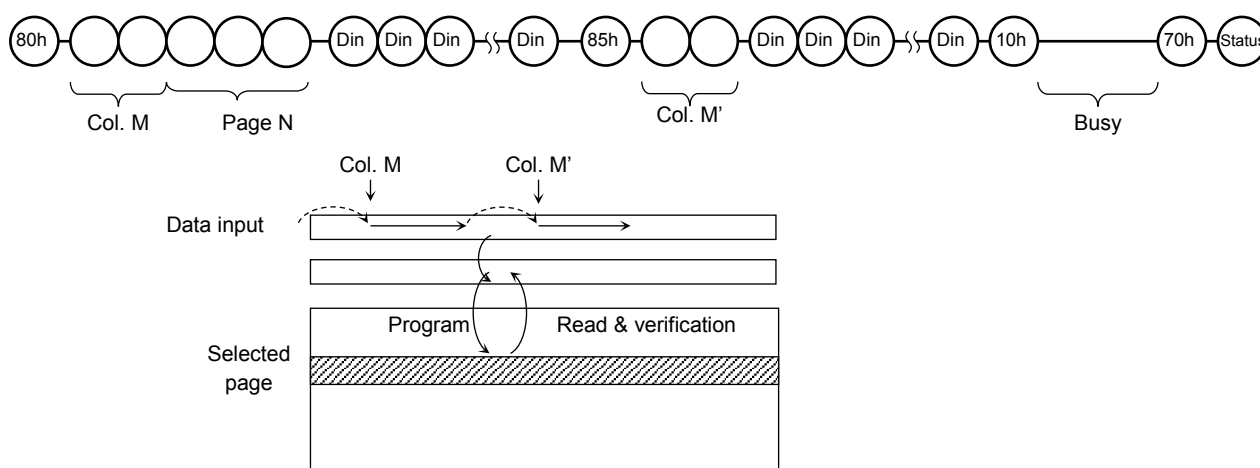 80h Din Din Din Din 85h Din Din Din Din 10h 70h Status
Col. M Page N Col. M’ Busy
Col. M Col. M’
Data input
Program Read & verification
Selected
page